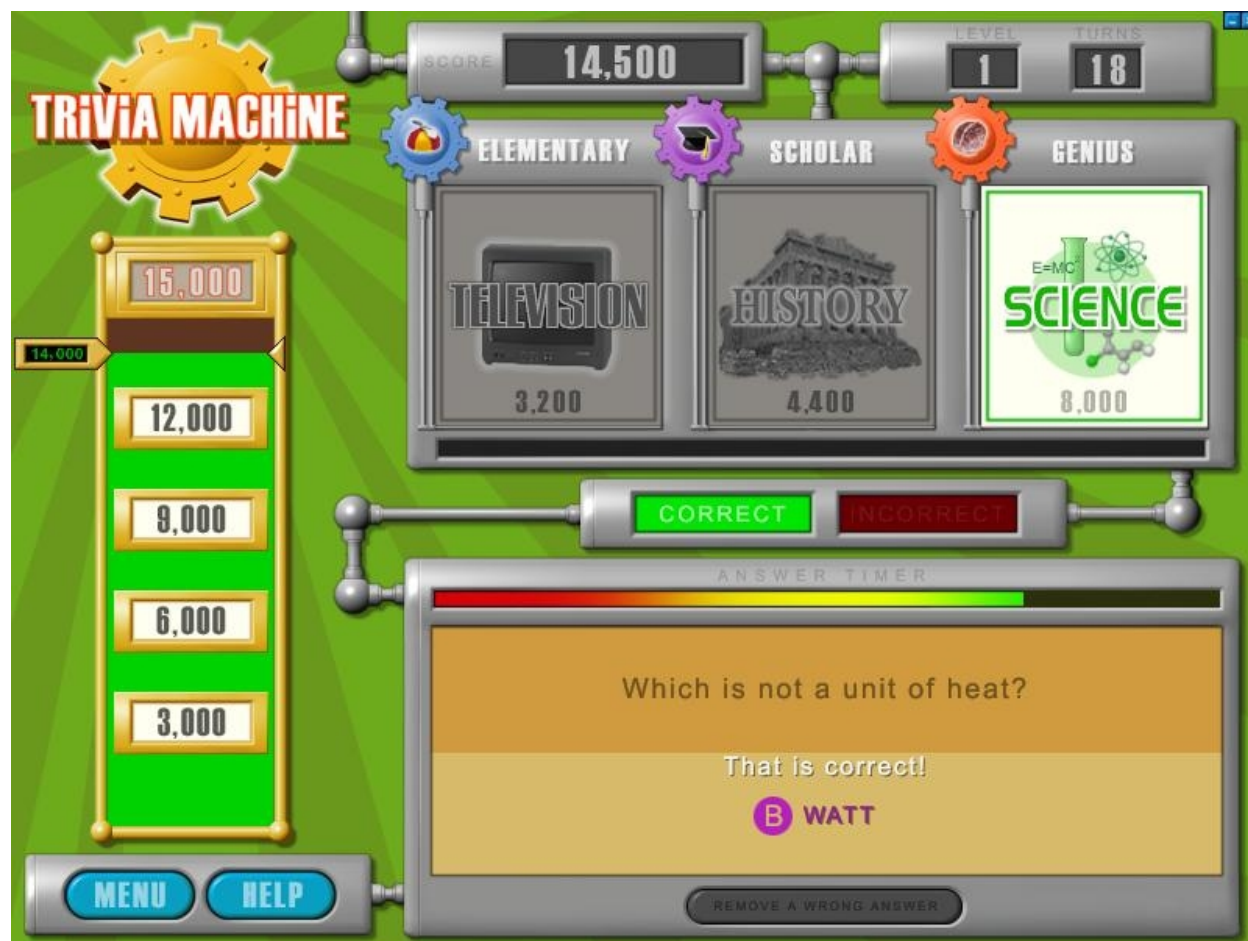 TRiViA MACHiNE
SCORE
14,500
LEVEL
1
TURNS
18
ELEMENTARY
SCHOLAR
GENIUS
TELEVISION
3,200
HISTORY
4,400
E=MC²
SCIENCE
8,000
15,000
14,000
12,000
9,000
6,000
3,000
CORRECT
INCORRECT
ANSWER TIMER
Which is not a unit of heat?
That is correct!
B WATT
REMOVE A WRONG ANSWER
MENU
HELP